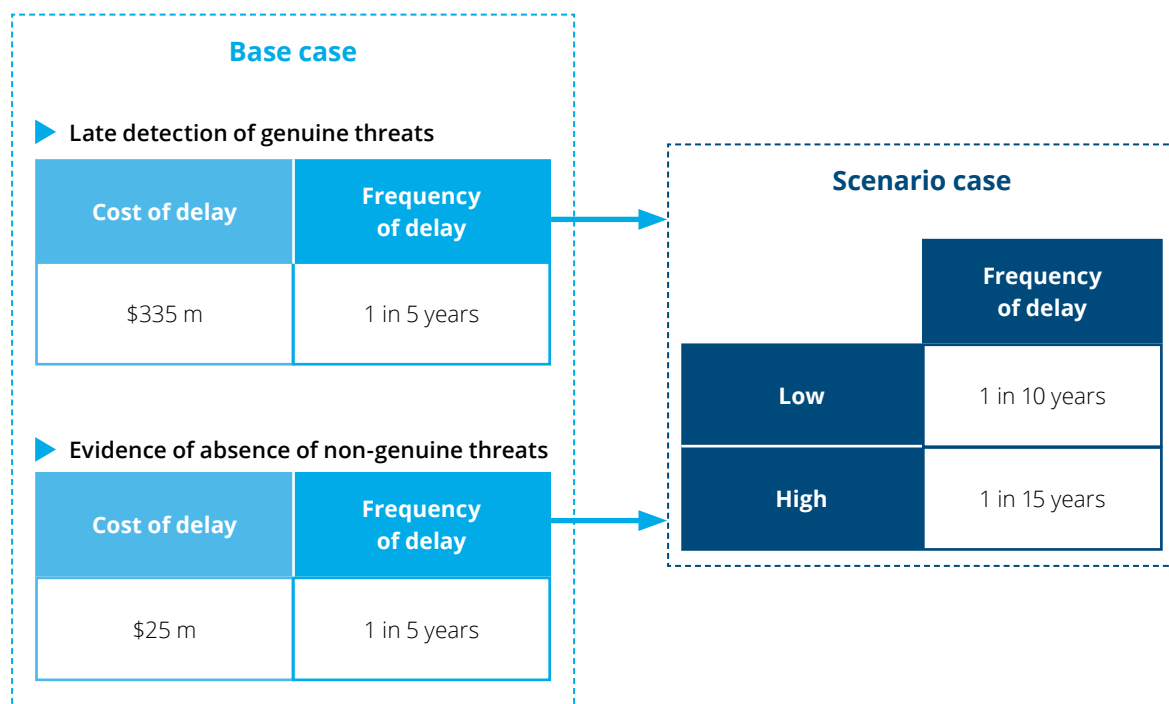 Base case
Late detection of genuine threats
Cost of delay
Frequency
of delay
$335 m
1 in 5 years
Evidence of absence of non-genuine threats
Cost of delay
Frequency
of delay
$25 m
1 in 5 years
Scenario case
Frequency
of delay
Low
1 in 10 years
High
1 in 15 years